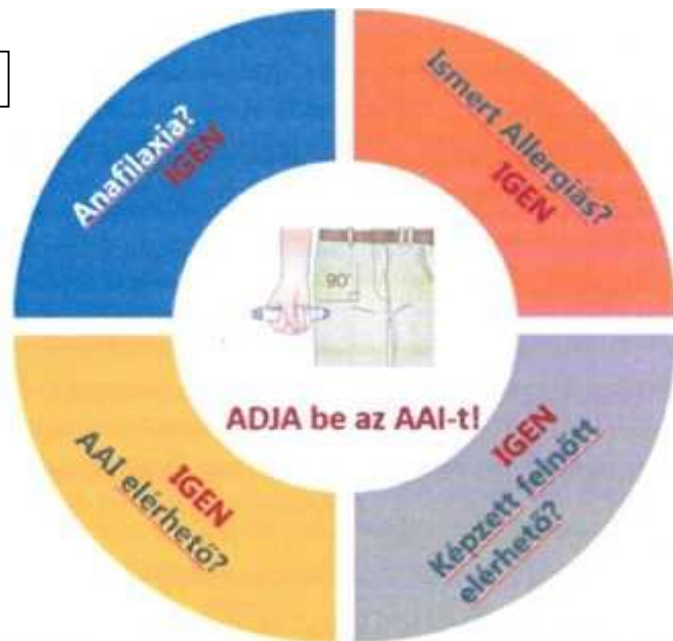 Anafilaxia?
IGEN
Ismert Allergiás?
IGEN
90°
ADJA be az AAI-t!
IGEN
AAI elérhető?
IGEN
Képzett felnőtt
elérhető?